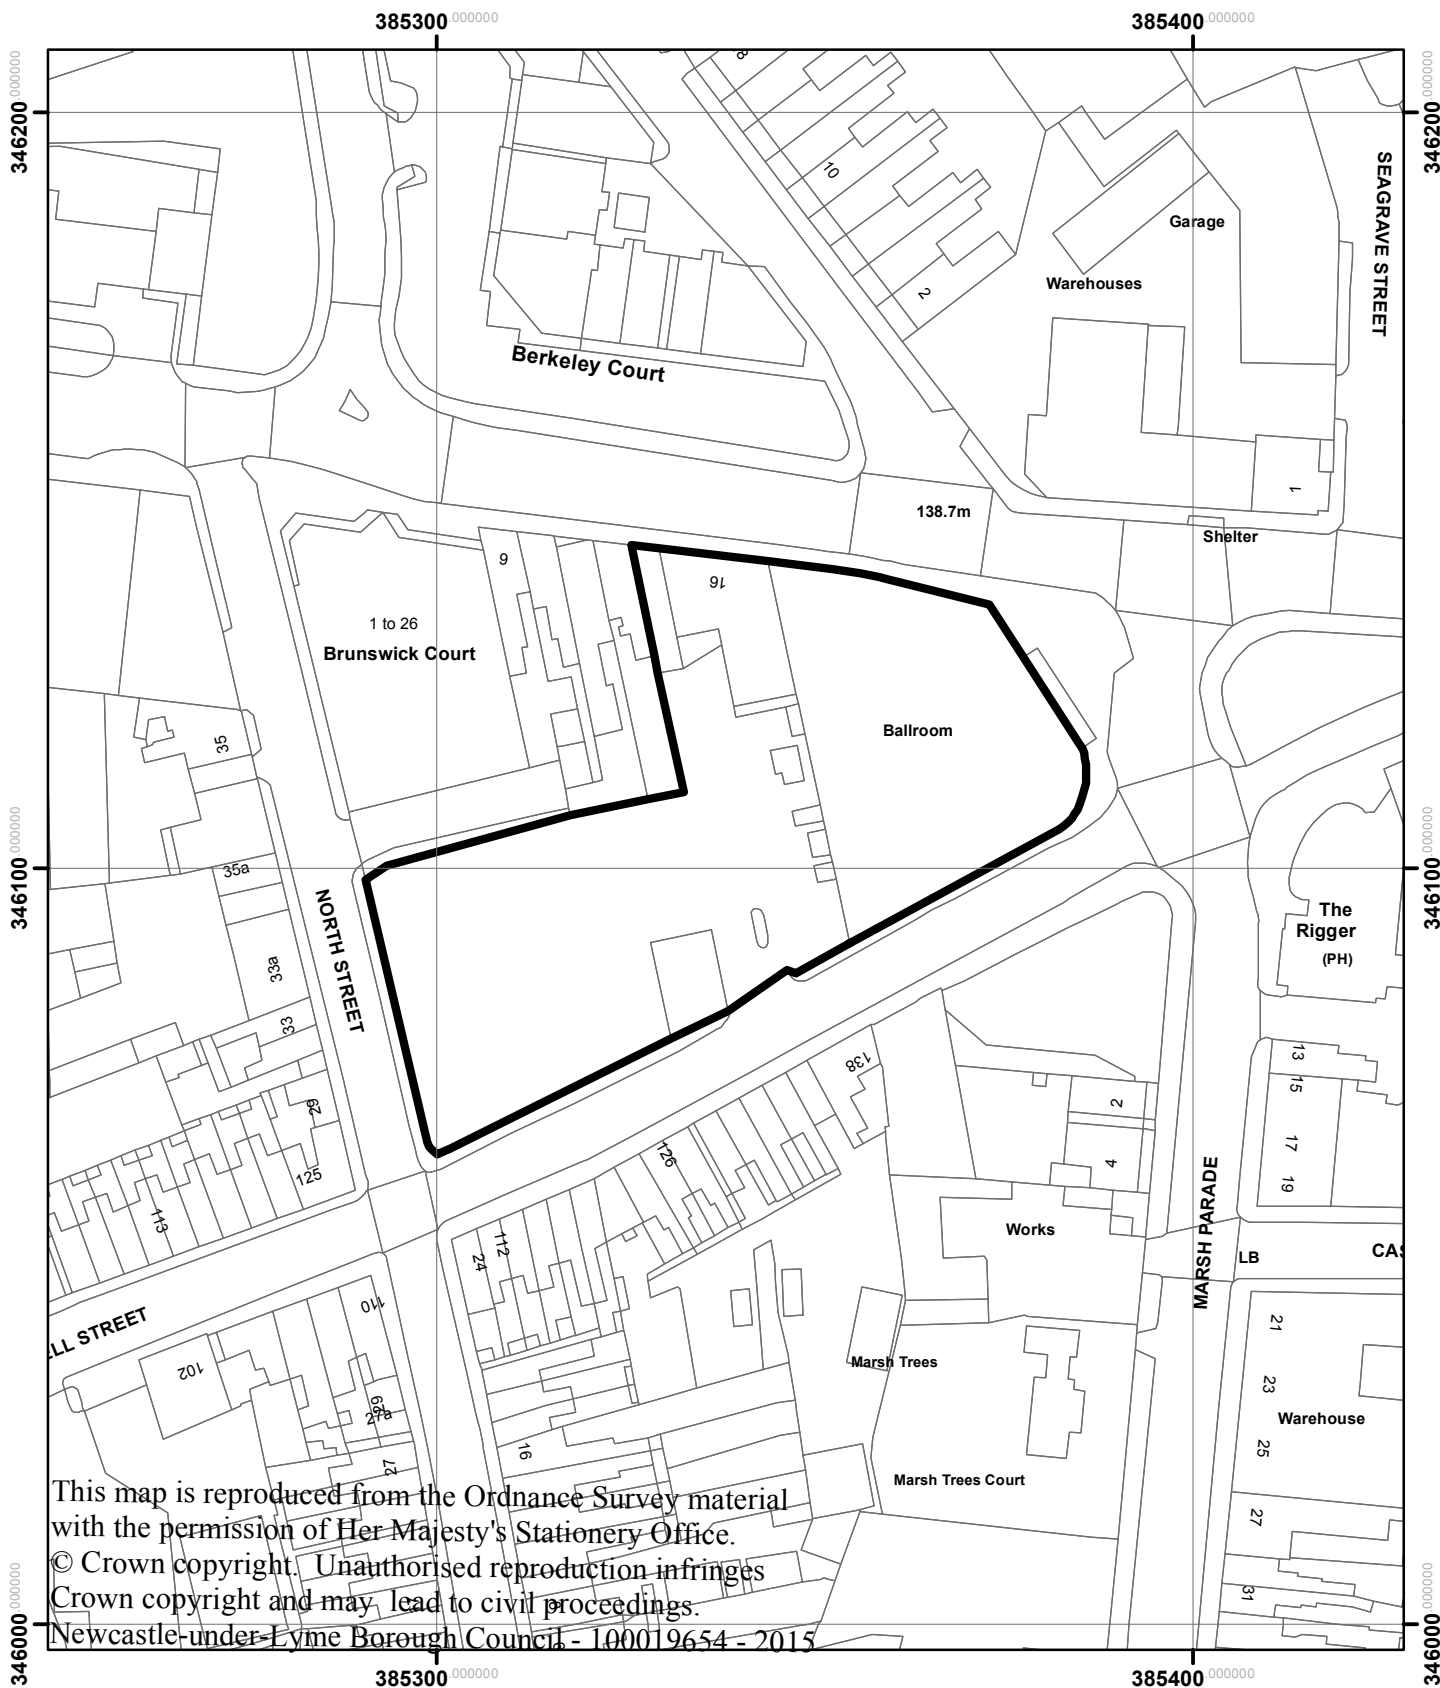 385300.000000
385400.000000
346200.000000
346200.000000
8
10
2
SEAGRAVE STREET
Garage
Warehouses
Berkeley Court
1
138.7m
Shelter
9
16
1 to 26
Brunswick Court
Ballroom
35
35a
346100.000000
346100.000000
NORTH STREET
The
Rigger
(PH)
33a
33
29
125
113
138
126
13
15
17
19
2
4
MARSH PARADE
Works
LB
CAS
24
112
110
ELL STREET
102
29
27a
27
16
Marsh Trees
Marsh Trees Court
21
23
Warehouse
25
27
31
This map is reproduced from the Ordnance Survey material
with the permission of Her Majesty's Stationery Office.
© Crown copyright. Unauthorised reproduction infringes
Crown copyright and may lead to civil proceedings.
Newcastle-under-Lyme Borough Council - 100019654 - 2015
346000.000000
346000.000000
385300.000000
385400.000000